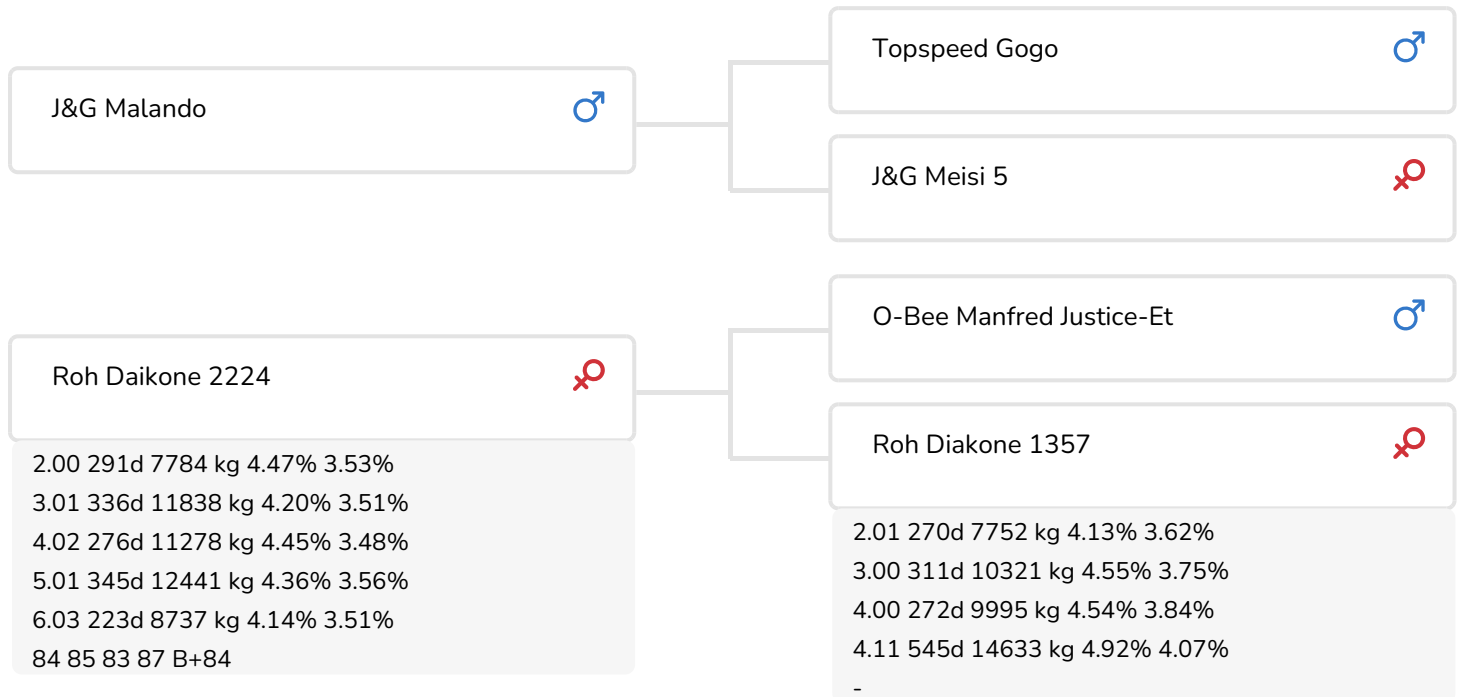 J&G Malando
Topspeed Gogo
J&G Meisi 5
Roh Daikone 2224
2.00 291d 7784 kg 4.47% 3.53%
3.01 336d 11838 kg 4.20% 3.51%
4.02 276d 11278 kg 4.45% 3.48%
5.01 345d 12441 kg 4.36% 3.56%
6.03 223d 8737 kg 4.14% 3.51%
84 85 83 87 B+84
O-Bee Manfred Justice-Et
Roh Diakone 1357
2.01 270d 7752 kg 4.13% 3.62%
3.00 311d 10321 kg 4.55% 3.75%
4.00 272d 9995 kg 4.54% 3.84%
4.11 545d 14633 kg 4.92% 4.07%
-